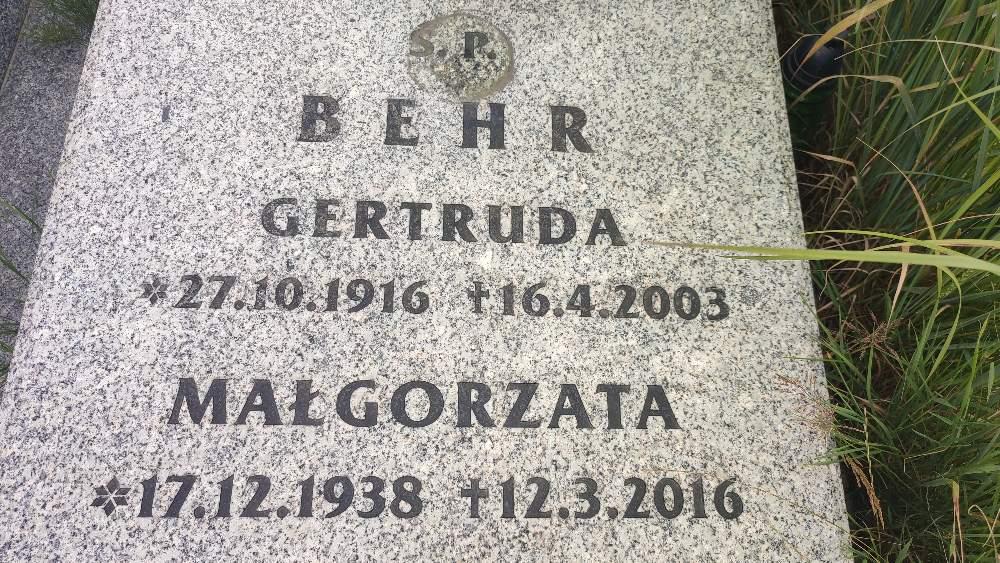 S. P.
BEHR
GERTRUDA
*27.10.1916 †16.4.2003
MAŁGORZATA
*17.12.1938 †12.3.2016